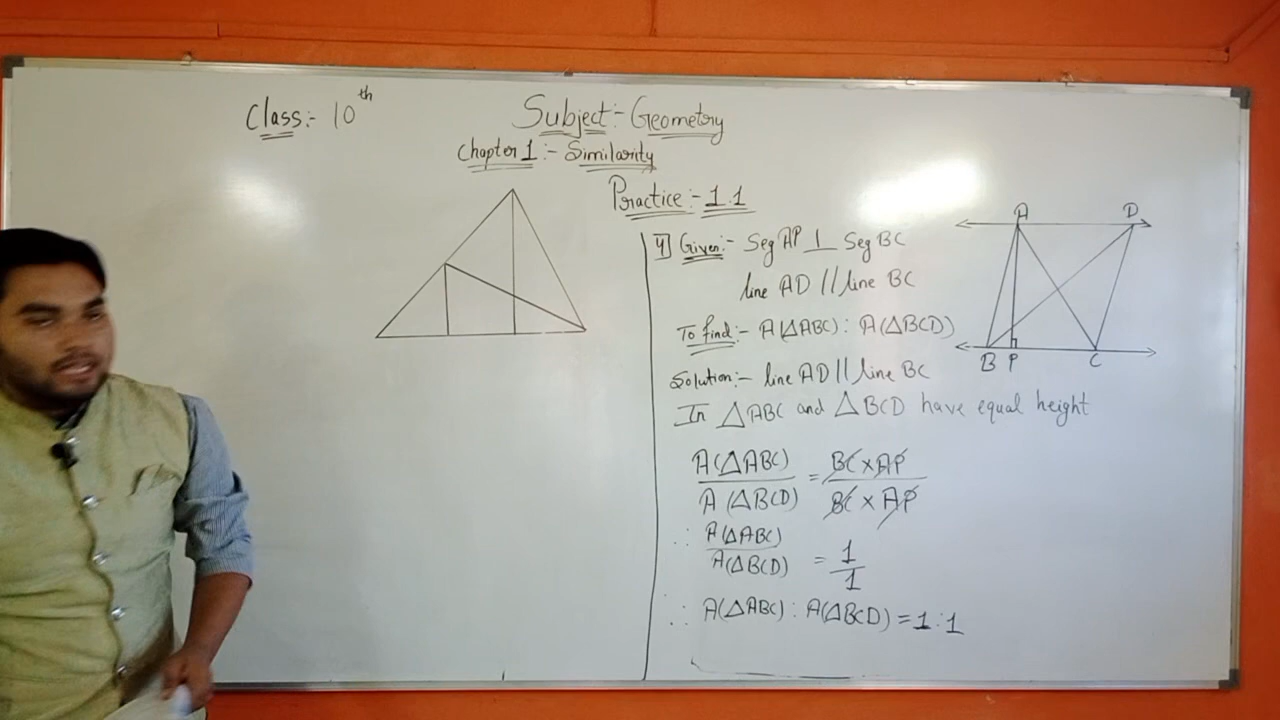 Class:- 10th
Subject:- Geometry
Chapter 1:- Similarity
Practice:- 1.1
4] Given:- Seg AP ⊥ Seg BC
line AD // line BC
To find:- A(△ABC) : A(△BCD)
Solution:- line AD // line BC
In △ABC and △BCD have equal height
A(△ABC) / A(△BCD) = BC × AP / BC × AP
∴ A(△ABC) / A(△BCD) = 1 / 1
∴ A(△ABC) : A(△BCD) = 1:1
A D
B P C